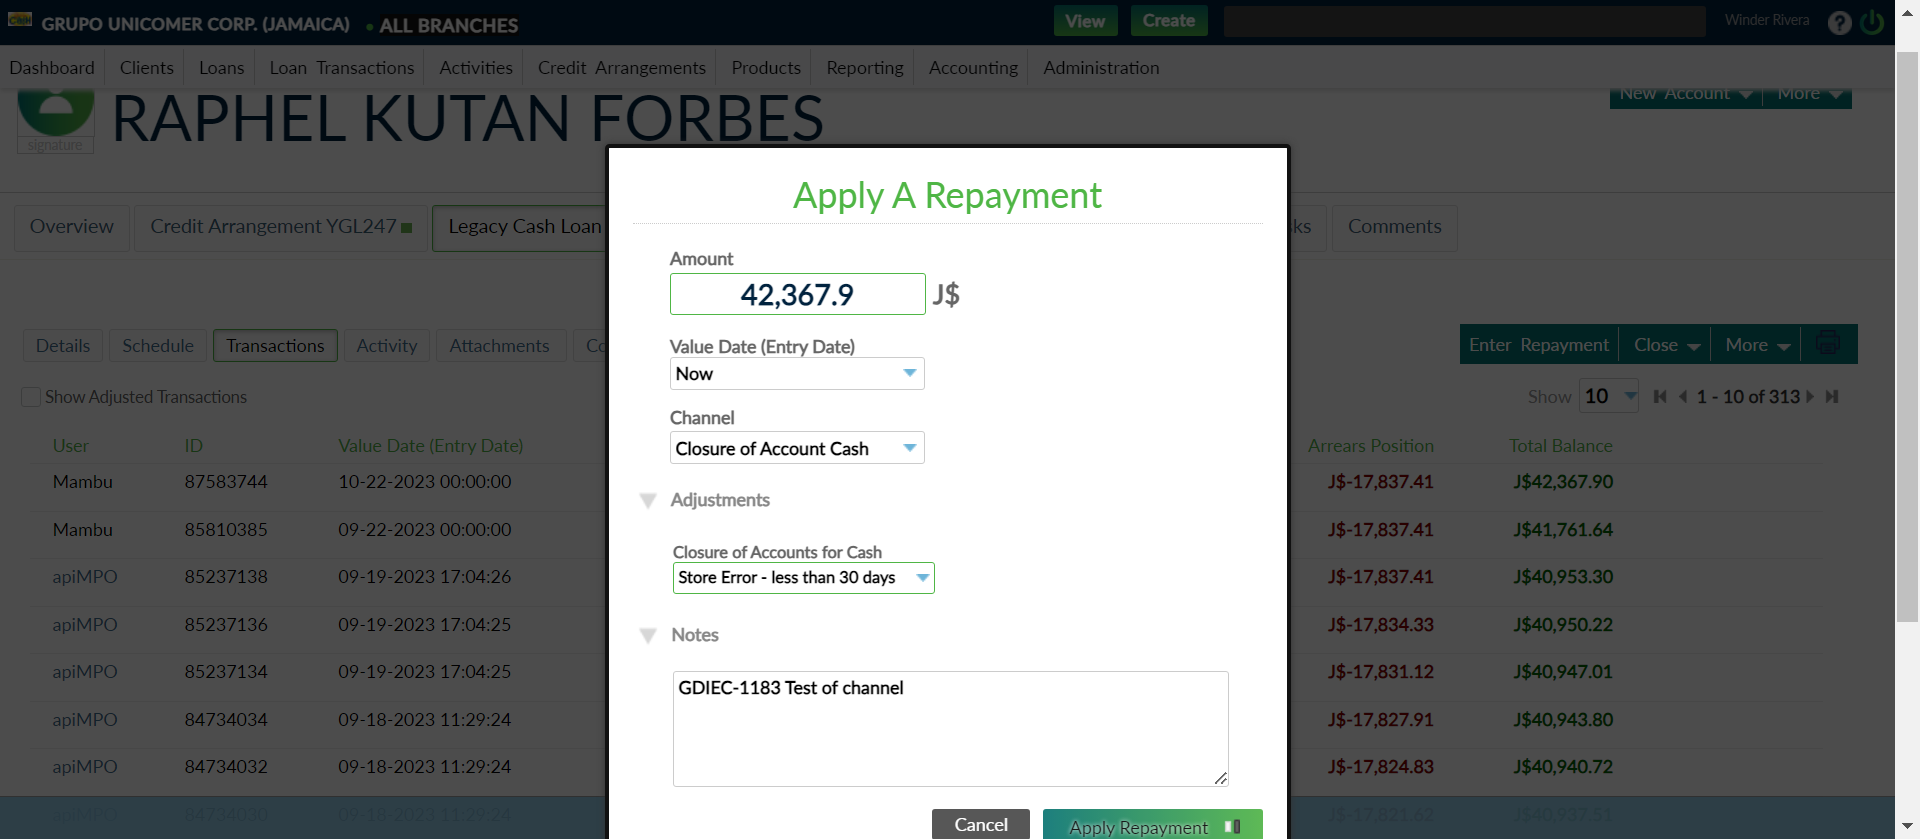 GRUPO UNICOMER CORP. (JAMAICA) ALL BRANCHES View Create Winder Rivera ?
Dashboard Clients Loans Loan Transactions Activities Credit Arrangements Products Reporting Accounting Administration
RAPHEL KUTAN FORBES
New Account More
signature
Overview Credit Arrangement YGL247 Legacy Cash Loan Comments
Details Schedule Transactions Activity Attachments
Enter Repayment Close More
Show Adjusted Transactions
Show 10 1 - 10 of 313
User ID Value Date (Entry Date) Arrears Position Total Balance
Mambu 87583744 10-22-2023 00:00:00 J$-17,837.41 J$42,367.90
Mambu 85810385 09-22-2023 00:00:00 J$-17,837.41 J$41,761.64
apiMPO 85237138 09-19-2023 17:04:26 J$-17,837.41 J$40,953.30
apiMPO 85237136 09-19-2023 17:04:25 J$-17,834.33 J$40,950.22
apiMPO 85237134 09-19-2023 17:04:25 J$-17,831.12 J$40,947.01
apiMPO 84734034 09-18-2023 11:29:24 J$-17,827.91 J$40,943.80
apiMPO 84734032 09-18-2023 11:29:24 J$-17,824.83 J$40,940.72
apiMPO 84734030 09-18-2023 11:29:24 J$-17,821.62 J$40,937.51
Apply A Repayment
Amount
42,367.9 J$
Value Date (Entry Date)
Now
Channel
Closure of Account Cash
Adjustments
Closure of Accounts for Cash
Store Error - less than 30 days
Notes
GDIEC-1183 Test of channel
Cancel Apply Repayment